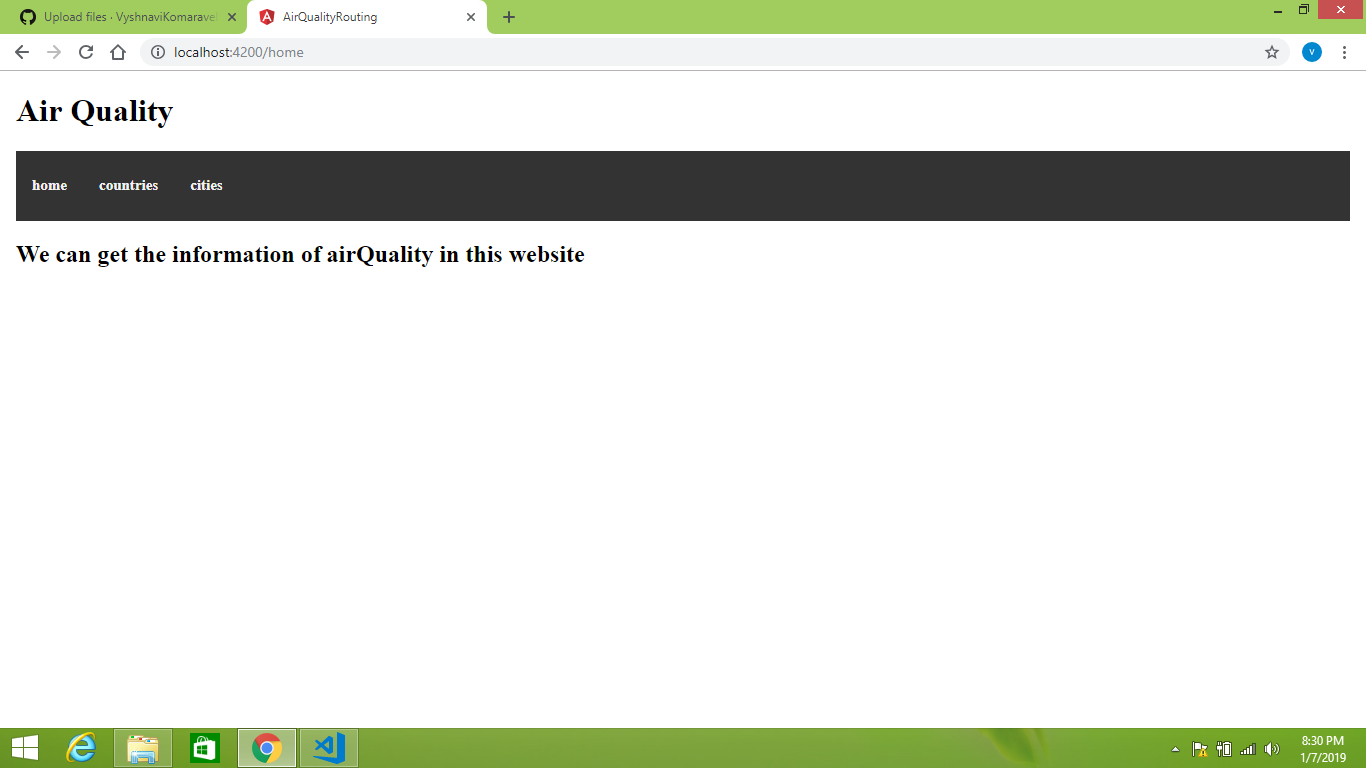 Upload files · VyshnaviKomarave
AirQualityRouting
localhost:4200/home
v
Air Quality
home countries cities
We can get the information of airQuality in this website
8:30 PM
1/7/2019